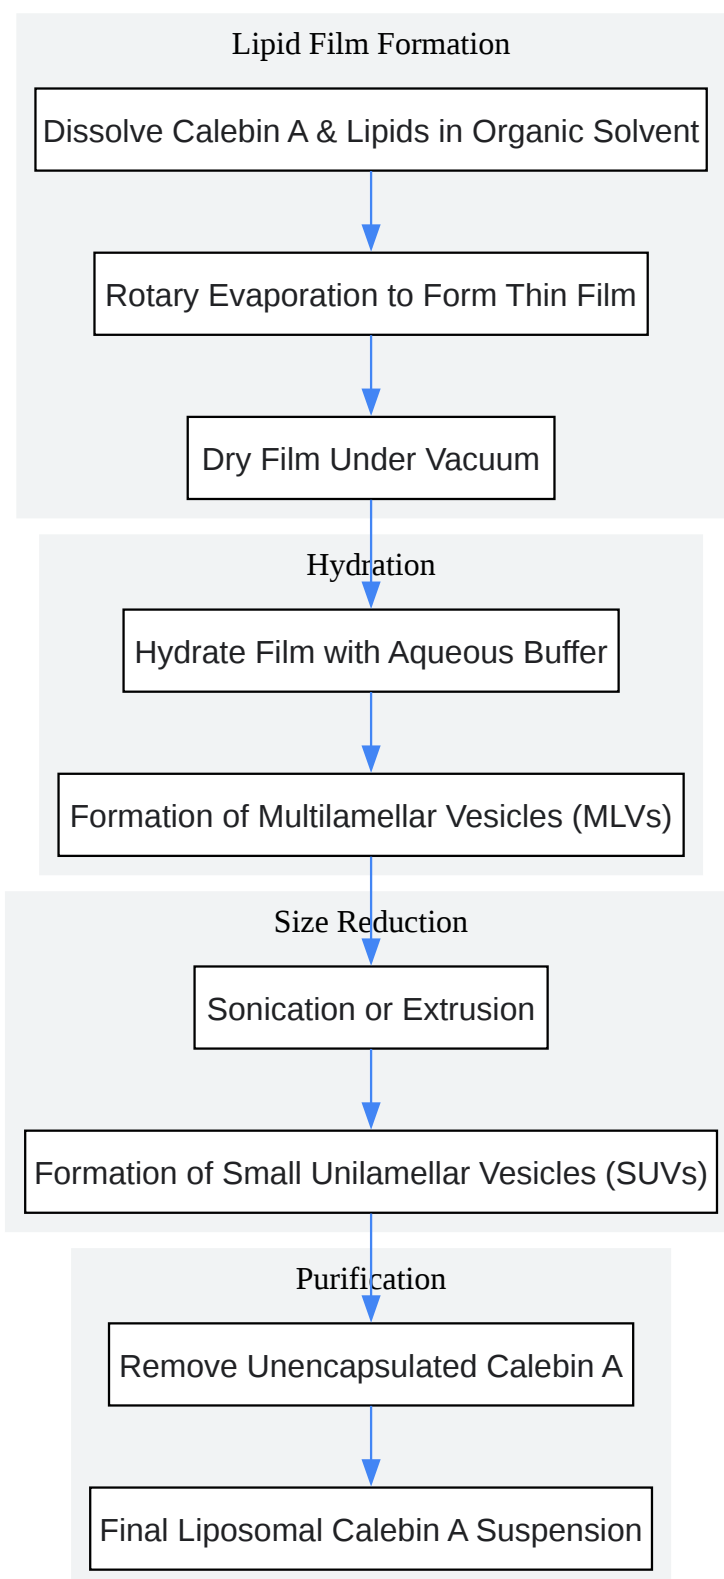 Lipid Film Formation
Dissolve Calebin A & Lipids in Organic Solvent
Rotary Evaporation to Form Thin Film
Dry Film Under Vacuum
Hydration
Hydrate Film with Aqueous Buffer
Formation of Multilamellar Vesicles (MLVs)
Size Reduction
Sonication or Extrusion
Formation of Small Unilamellar Vesicles (SUVs)
Purification
Remove Unencapsulated Calebin A
Final Liposomal Calebin A Suspension